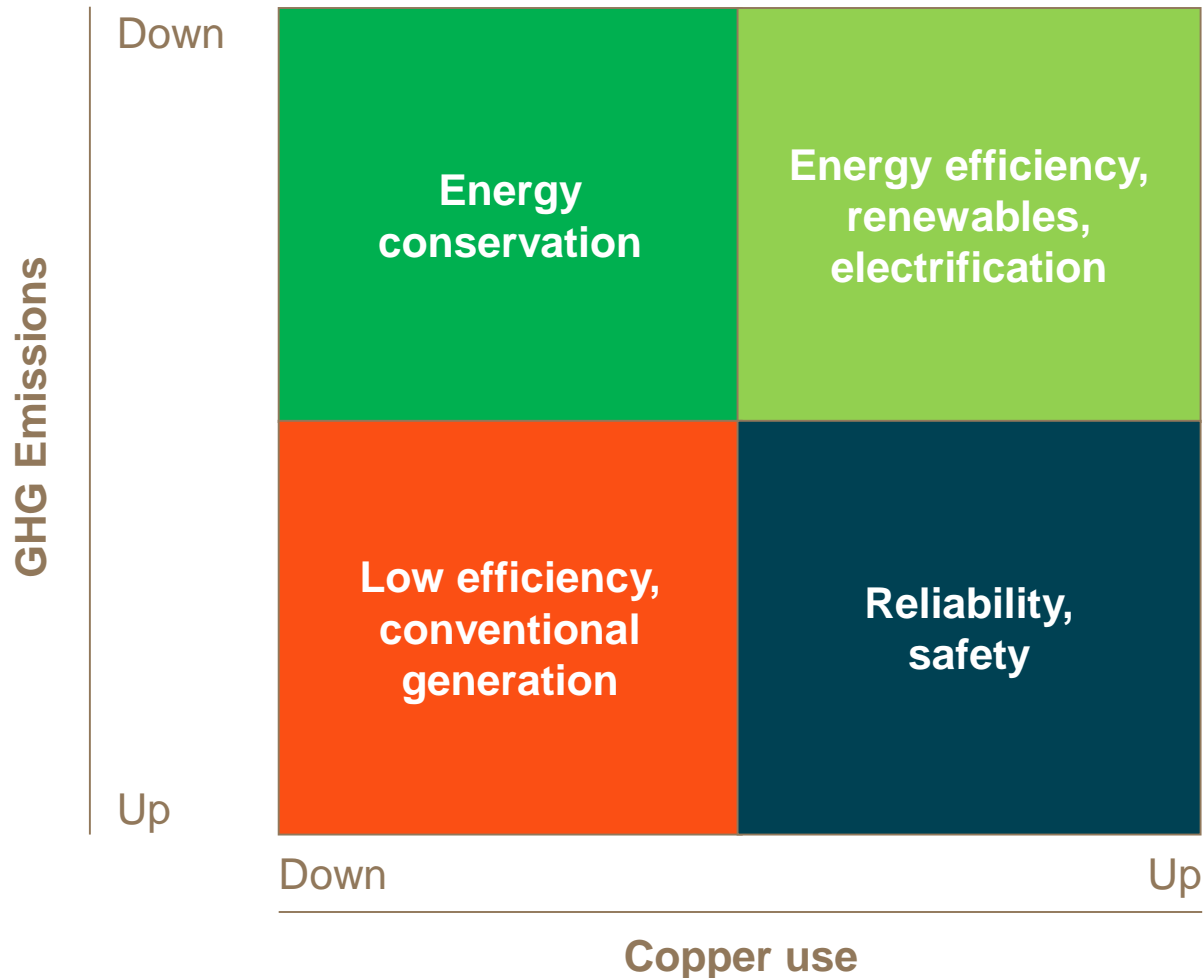 Down
Energy
conservation
Energy efficiency,
renewables,
electrification
GHG Emissions
Low efficiency,
conventional
generation
Reliability,
safety
Up
Down
Up
Copper use